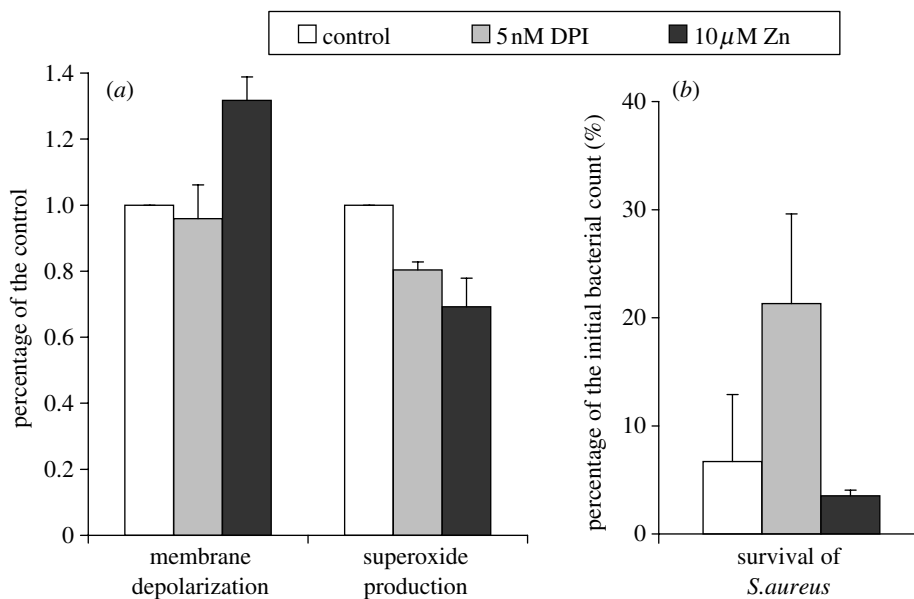 control 5 nM DPI 10 µM Zn
(a)
percentage of the control
1.4
1.2
1.0
0.8
0.6
0.4
0.2
0
membrane depolarization
superoxide production
(b)
percentage of the initial bacterial count (%)
40
30
20
10
0
survival of
S.aureus